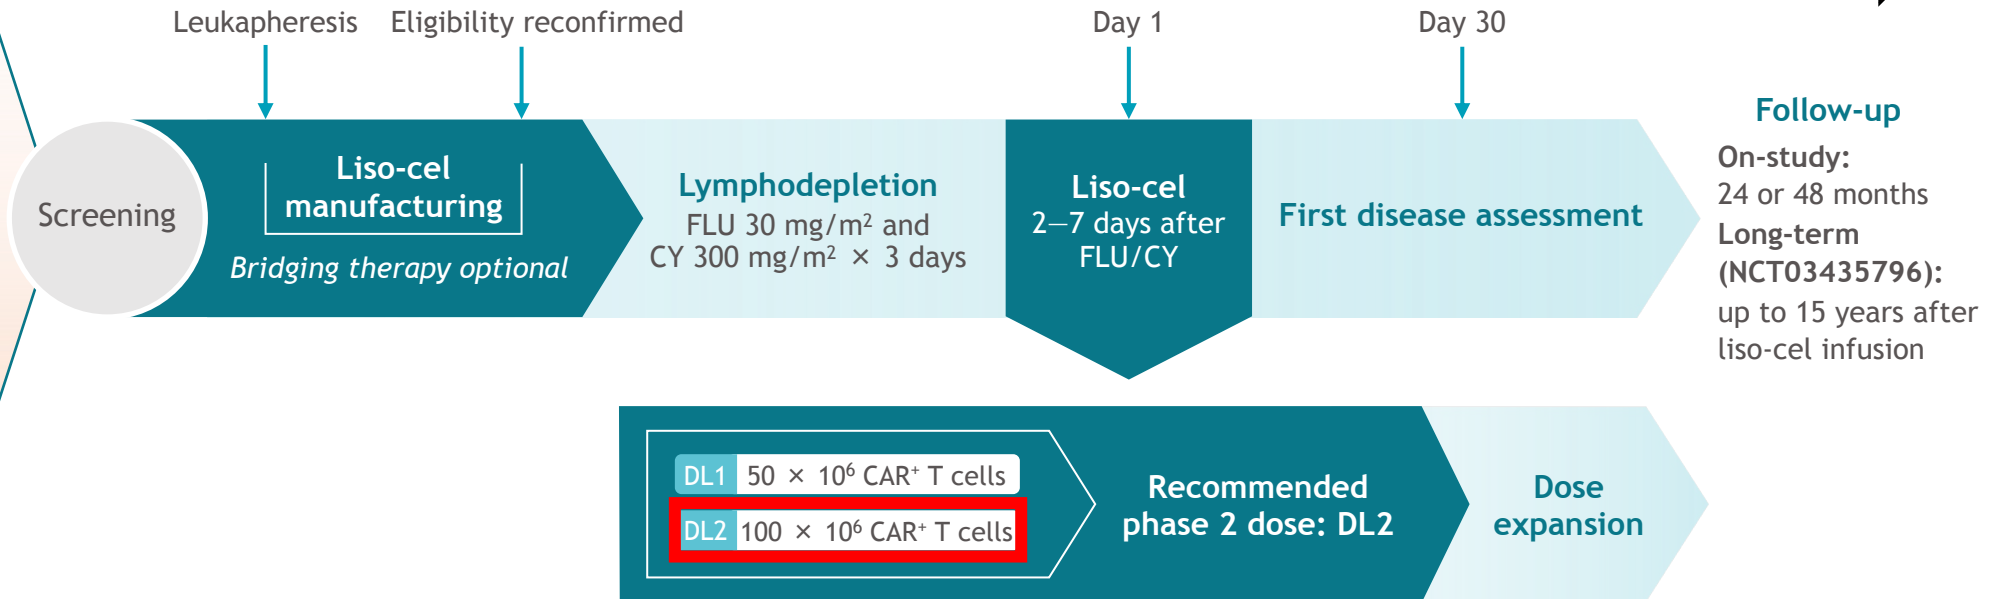 Leukapheresis
Eligibility reconfirmed
Day 1
Day 30
Screening
Liso-cel
manufacturing
Bridging therapy optional
Lymphodepletion
FLU 30 mg/m² and
CY 300 mg/m² × 3 days
Liso-cel
2–7 days after
FLU/CY
First disease assessment
Follow-up
On-study:
24 or 48 months
Long-term
(NCT03435796):
up to 15 years after
liso-cel infusion
DL1 50 × 10⁶ CAR⁺ T cells
DL2 100 × 10⁶ CAR⁺ T cells
Recommended
phase 2 dose: DL2
Dose
expansion